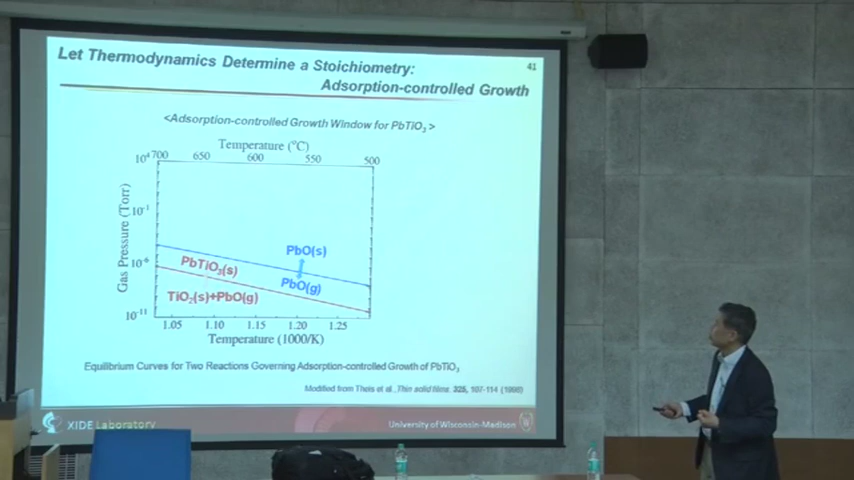 Let Thermodynamics Determine a Stoichiometry:
41
Adsorption-controlled Growth
<Adsorption-controlled Growth Window for PbTiO₃ >
Temperature (°C)
10⁴ 700 650 600 550 500
Gas Pressure (Torr)
10⁻¹
10⁻⁶
10⁻¹¹
PbO(s)
PbTiO₃(s)
PbO(g)
TiO₂(s)+PbO(g)
1.05 1.10 1.15 1.20 1.25
Temperature (1000/K)
Equilibrium Curves for Two Reactions Governing Adsorption-controlled Growth of PbTiO₃
Modified from Theis et al., Thin solid films, 325, 107-114 (1998)
XIDE Laboratory
University of Wisconsin-Madison